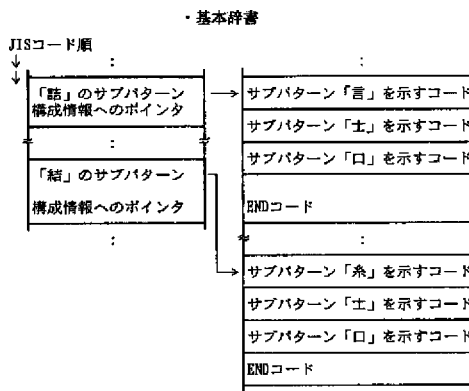 ・基本辞書
JISコード順
:
「詰」のサブパターン
構成情報へのポインタ
:
「結」のサブパターン
構成情報へのポインタ
:
:
サブパターン「言」を示すコード
サブパターン「士」を示すコード
サブパターン「口」を示すコード
ENDコード
:
サブパターン「糸」を示すコード
サブパターン「士」を示すコード
サブパターン「口」を示すコード
ENDコード